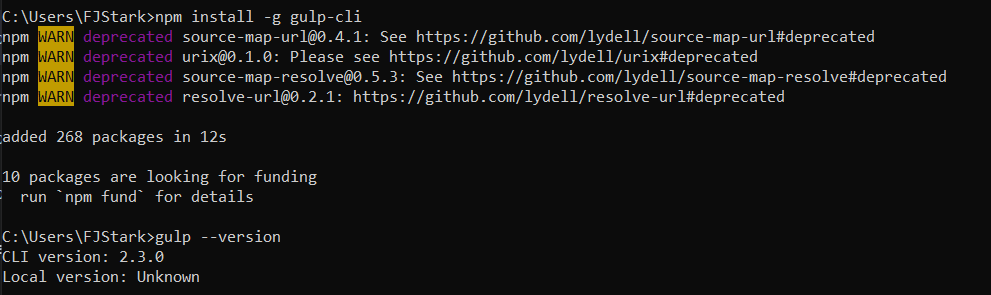 C:\Users\FJStark>npm install -g gulp-cli
npm WARN deprecated source-map-url@0.4.1: See https://github.com/lydell/source-map-url#deprecated
npm WARN deprecated urix@0.1.0: Please see https://github.com/lydell/urix#deprecated
npm WARN deprecated source-map-resolve@0.5.3: See https://github.com/lydell/source-map-resolve#deprecated
npm WARN deprecated resolve-url@0.2.1: https://github.com/lydell/resolve-url#deprecated
added 268 packages in 12s
10 packages are looking for funding
  run `npm fund` for details
C:\Users\FJStark>gulp --version
CLI version: 2.3.0
Local version: Unknown